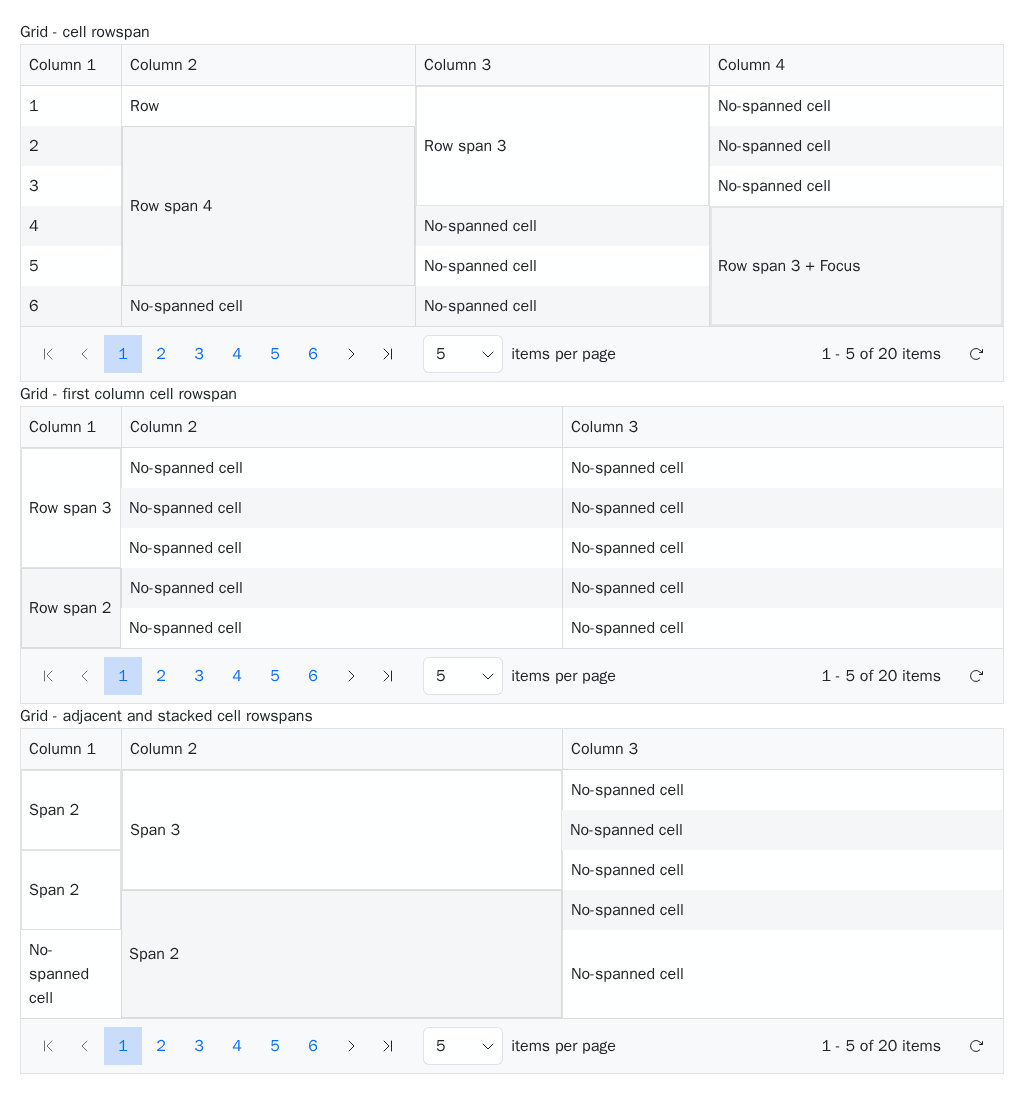 Grid - cell rowspan
Column 1 Column 2 Column 3 Column 4
1 Row No-spanned cell
2 Row span 3 No-spanned cell
3 No-spanned cell
Row span 4
4 No-spanned cell
5 No-spanned cell Row span 3 + Focus
6 No-spanned cell No-spanned cell
1 2 3 4 5 6 5 items per page 1 - 5 of 20 items
Grid - first column cell rowspan
Column 1 Column 2 Column 3
No-spanned cell No-spanned cell
Row span 3 No-spanned cell No-spanned cell
No-spanned cell No-spanned cell
No-spanned cell No-spanned cell
Row span 2
No-spanned cell No-spanned cell
1 2 3 4 5 6 5 items per page 1 - 5 of 20 items
Grid - adjacent and stacked cell rowspans
Column 1 Column 2 Column 3
No-spanned cell
Span 2
Span 3 No-spanned cell
No-spanned cell
Span 2
No-spanned cell
No-
spanned
cell
Span 2
No-spanned cell
1 2 3 4 5 6 5 items per page 1 - 5 of 20 items